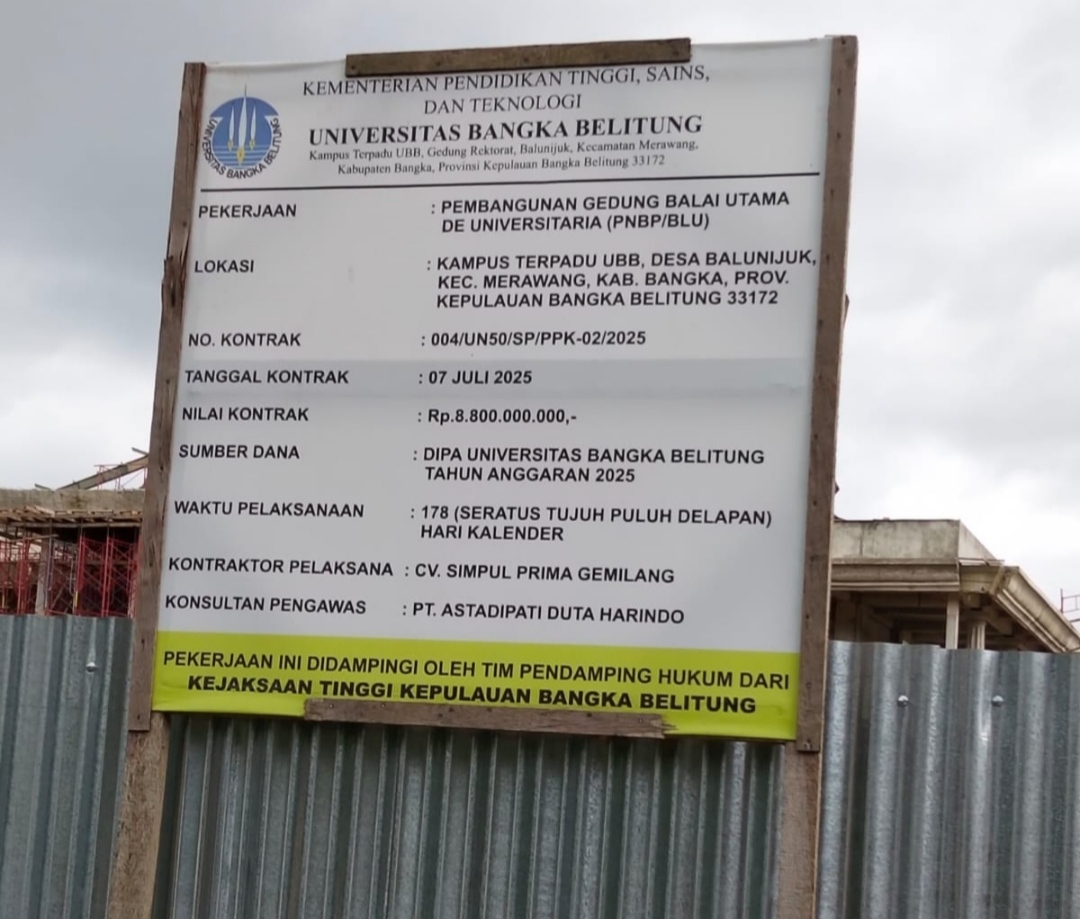 KEMENTERIAN PENDIDIKAN TINGGI, SAINS,
DAN TEKNOLOGI
UNIVERSITAS BANGKA BELITUNG
Kampus Terpadu UBB, Gedung Rektorat, Balunijuk, Kecamatan Merawang,
Kabupaten Bangka, Provinsi Kepulauan Bangka Belitung 33172
UNIVERSITAS BANGKA BELITUNG
PEKERJAAN : PEMBANGUNAN GEDUNG BALAI UTAMA
DE UNIVERSITARIA (PNBP/BLU)
LOKASI : KAMPUS TERPADU UBB, DESA BALUNIJUK,
KEC. MERAWANG, KAB. BANGKA, PROV.
KEPULAUAN BANGKA BELITUNG 33172
NO. KONTRAK : 004/UN50/SP/PPK-02/2025
TANGGAL KONTRAK : 07 JULI 2025
NILAI KONTRAK : Rp.8.800.000.000,-
SUMBER DANA : DIPA UNIVERSITAS BANGKA BELITUNG
TAHUN ANGGARAN 2025
WAKTU PELAKSANAAN : 178 (SERATUS TUJUH PULUH DELAPAN)
HARI KALENDER
KONTRAKTOR PELAKSANA : CV. SIMPUL PRIMA GEMILANG
KONSULTAN PENGAWAS : PT. ASTADIPATI DUTA HARINDO
PEKERJAAN INI DIDAMPINGI OLEH TIM PENDAMPING HUKUM DARI
KEJAKSAAN TINGGI KEPULAUAN BANGKA BELITUNG